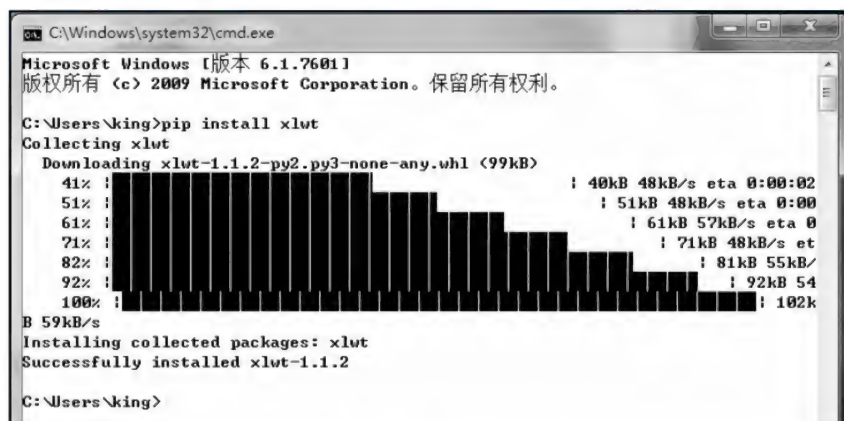 C:\Windows\system32\cmd.exe
Microsoft Windows [版本 6.1.7601]
版权所有 (c) 2009 Microsoft Corporation。保留所有权利。
C:\Users\king>pip install xlwt
Collecting xlwt
Downloading xlwt-1.1.2-py2.py3-none-any.whl (99kB)
41% | | 40kB 48kB/s eta 0:00:02
51% | | 51kB 48kB/s eta 0:00
61% | | 61kB 57kB/s eta 0
71% | | 71kB 48kB/s et
82% | | 81kB 55kB/
92% | | 92kB 54
100% | | 102k
B 59kB/s
Installing collected packages: xlwt
Successfully installed xlwt-1.1.2
C:\Users\king>